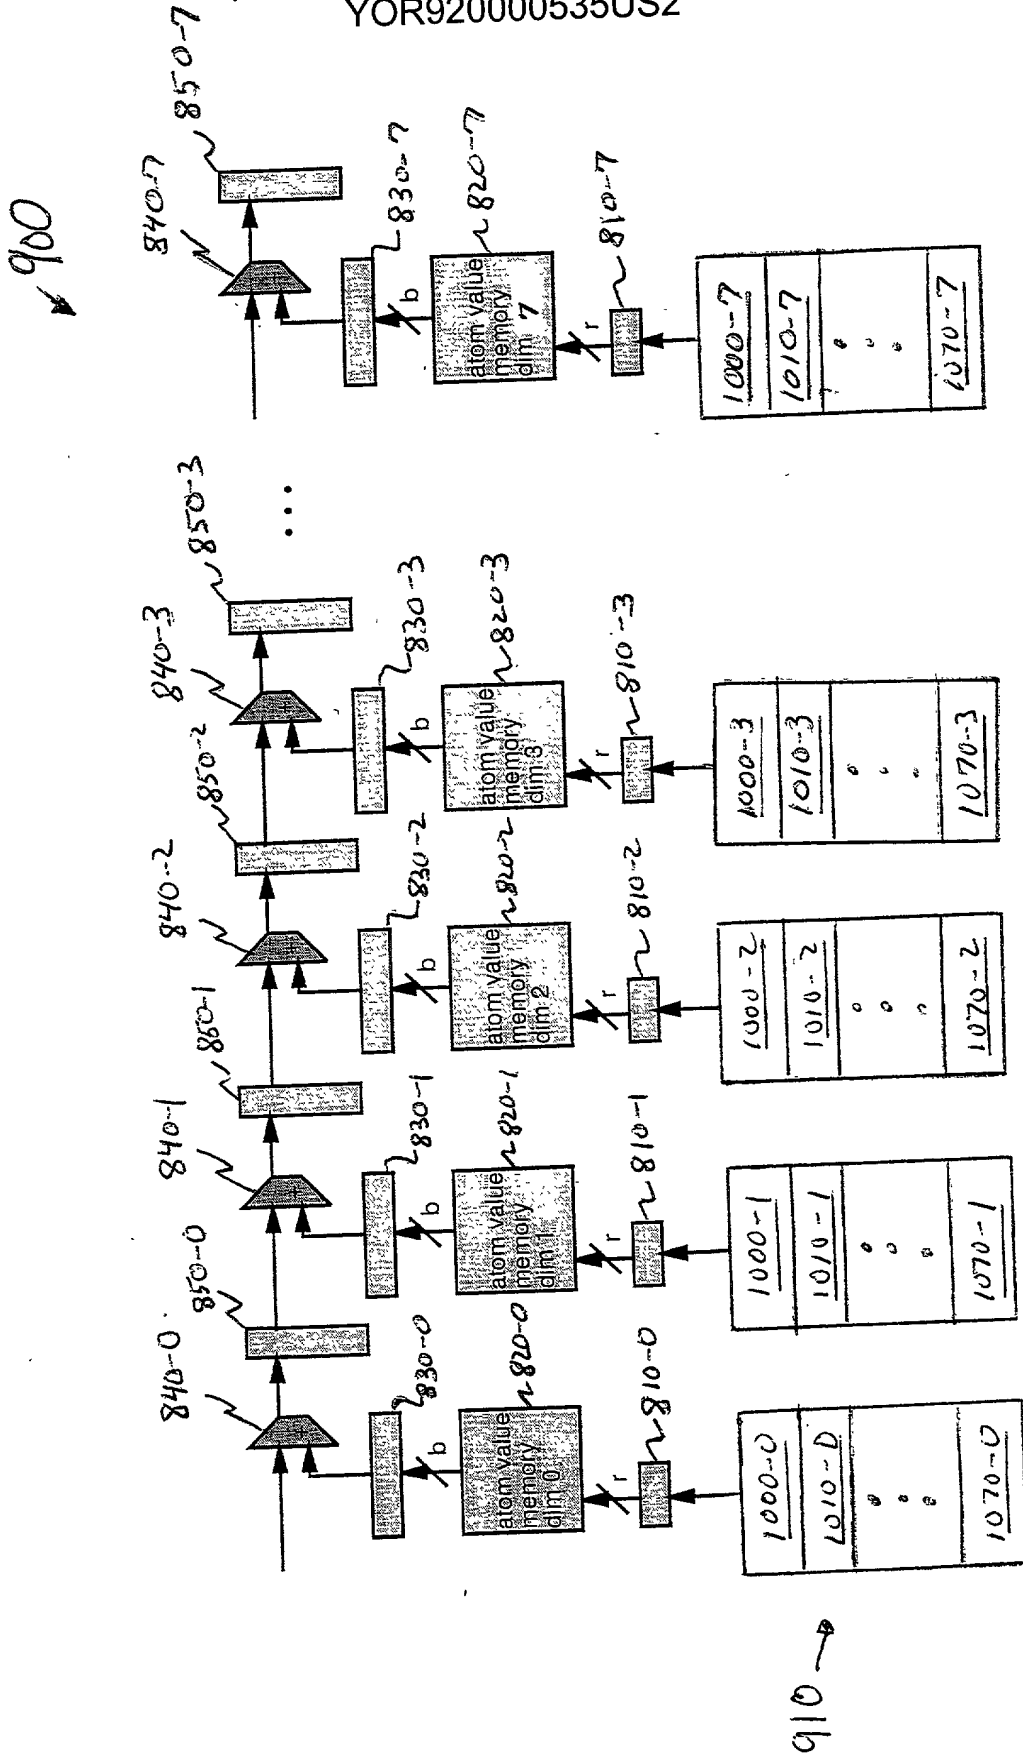 YOR920000535US2
900
840-0
850-0
840-1
850-1
840-2
850-2
840-3
850-3
...
840-7
850-7
830-0
830-1
830-2
830-3
830-7
b
b
b
b
b
atom value
memory
dim 0
820-0
atom value
memory
dim 1
820-1
atom value
memory
dim 2
820-2
atom value
memory
dim 3
820-3
atom value
memory
dim 7
820-7
r
r
r
r
r
810-0
810-1
810-2
810-3
810-7
910
1000-0
1010-0
1070-0
1000-1
1010-1
1070-1
1000-2
1010-2
1070-2
1000-3
1010-3
1070-3
1000-7
1010-7
1070-7